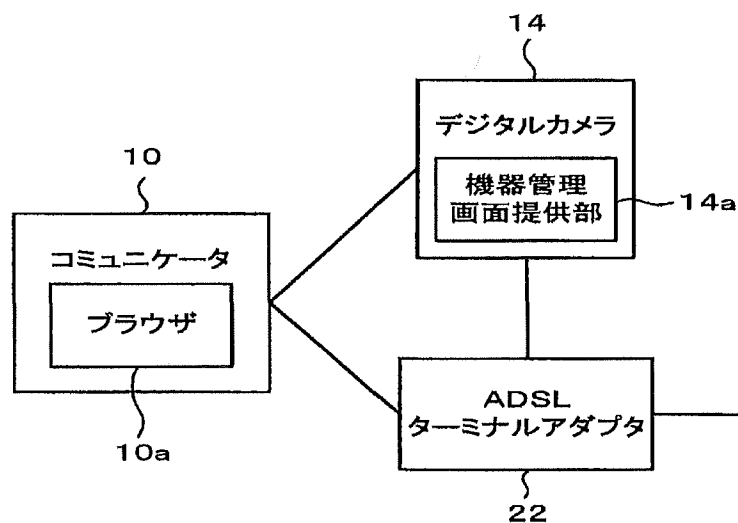 14
デジタルカメラ
機器管理
画面提供部
14a
10
コミュニケータ
ブラウザ
10a
ADSL
ターミナルアダプタ
22